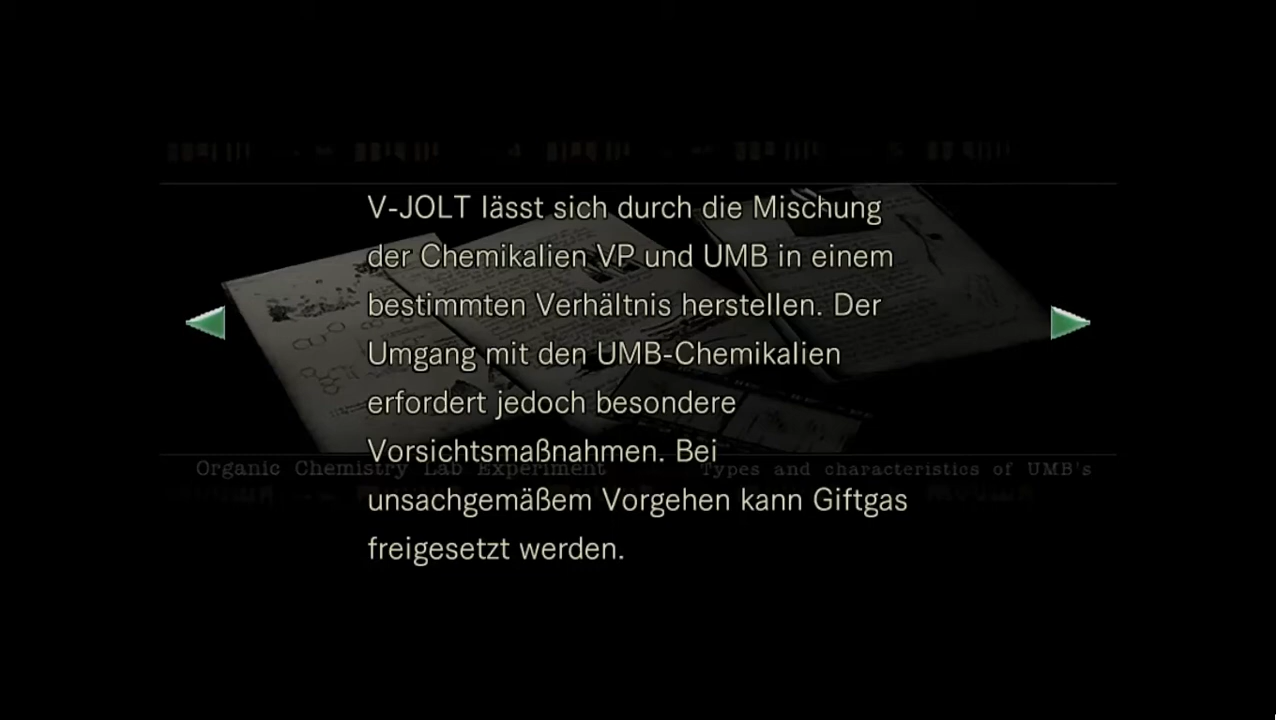 V-JOLT lässt sich durch die Mischung
der Chemikalien VP und UMB in einem
bestimmten Verhältnis herstellen. Der
Umgang mit den UMB-Chemikalien
erfordert jedoch besondere
Vorsichtsmaßnahmen. Bei
Organic Chemistry Lab Experiment Types and characteristics of UMB's
unsachgemäßem Vorgehen kann Giftgas
freigesetzt werden.